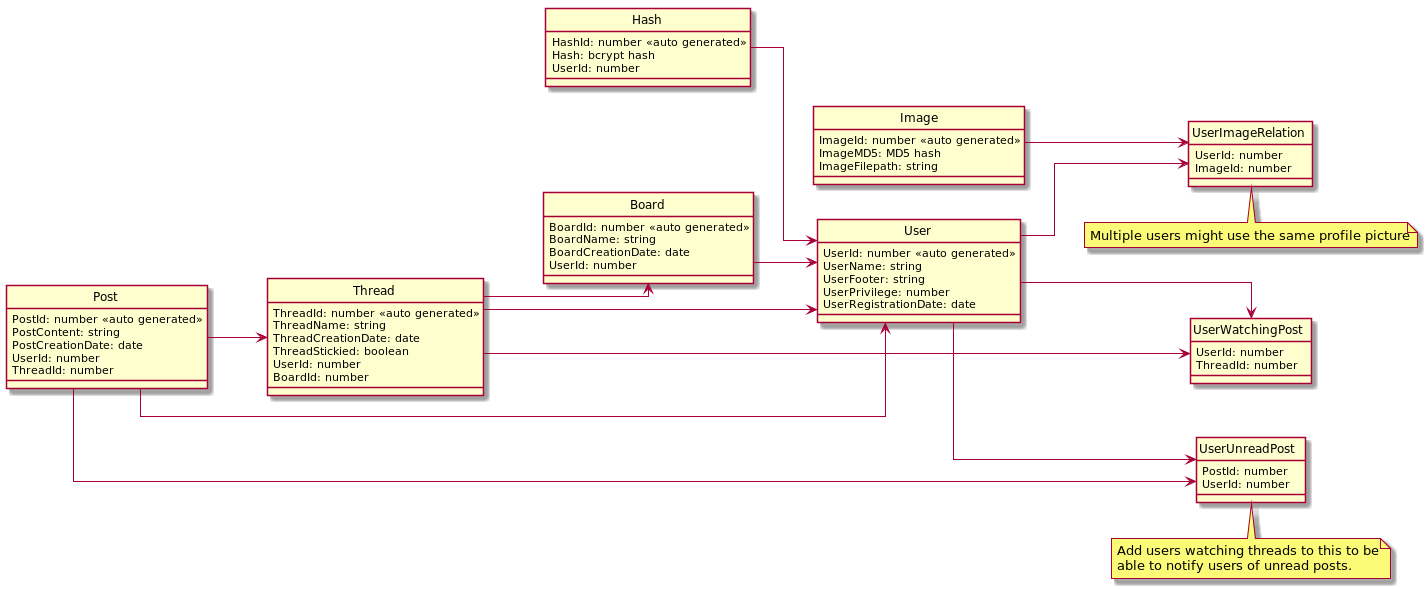 Hash
HashId: number «auto generated»
Hash: bcrypt hash
UserId: number
Image
ImageId: number «auto generated»
ImageMD5: MD5 hash
ImageFilepath: string
UserImageRelation
UserId: number
ImageId: number
Multiple users might use the same profile picture
Board
BoardId: number «auto generated»
BoardName: string
BoardCreationDate: date
UserId: number
User
UserId: number «auto generated»
UserName: string
UserFooter: string
UserPrivilege: number
UserRegistrationDate: date
Post
PostId: number «auto generated»
PostContent: string
PostCreationDate: date
UserId: number
ThreadId: number
Thread
ThreadId: number «auto generated»
ThreadName: string
ThreadCreationDate: date
ThreadStickied: boolean
UserId: number
BoardId: number
UserWatchingPost
UserId: number
ThreadId: number
UserUnreadPost
PostId: number
UserId: number
Add users watching threads to this to be
able to notify users of unread posts.